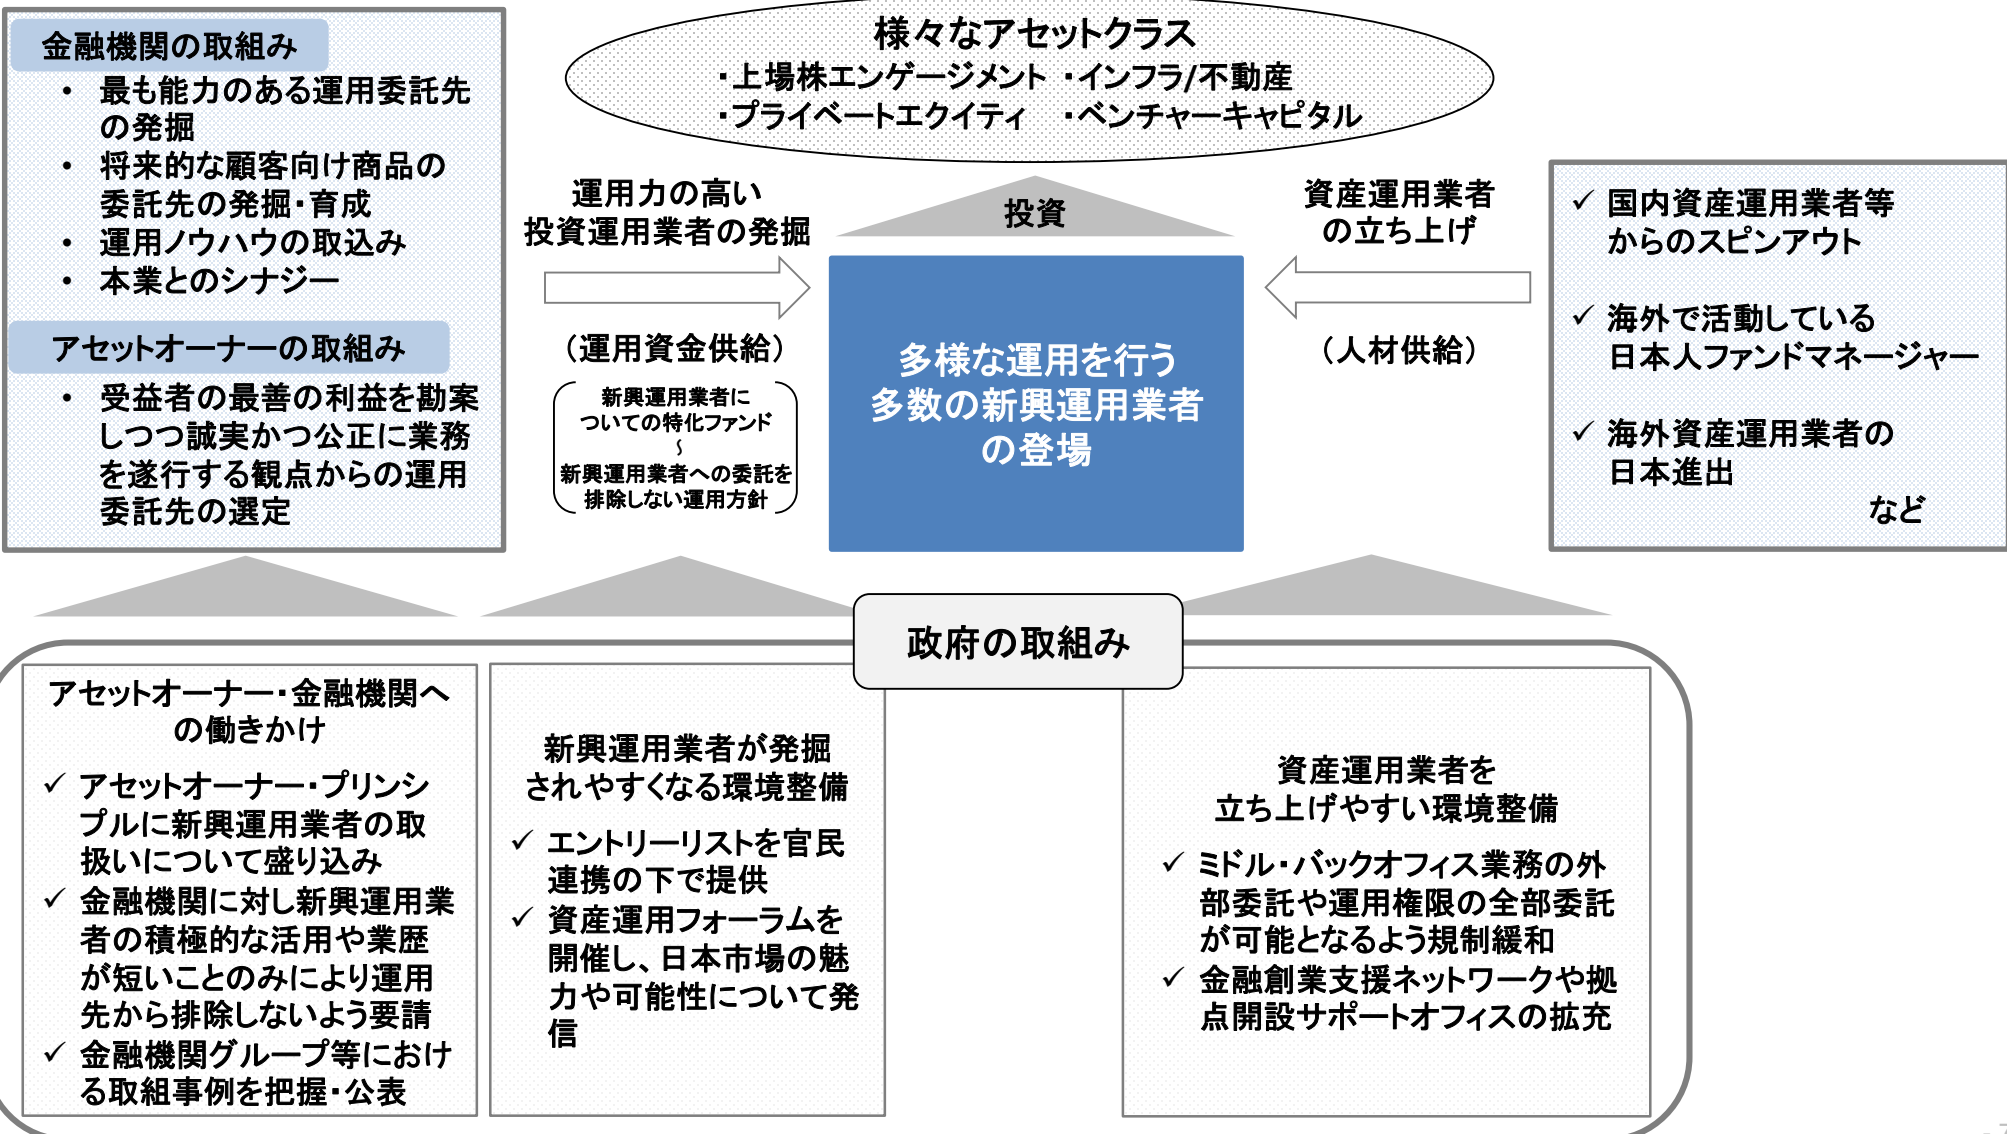 金融機関の取組み
・ 最も能力のある運用委託先
の発掘
・ 将来的な顧客向け商品の
委託先の発掘・育成
・ 運用ノウハウの取込み
・ 本業とのシナジー
アセットオーナーの取組み
・ 受益者の最善の利益を勘案
しつつ誠実かつ公正に業務
を遂行する観点からの運用
委託先の選定
様々なアセットクラス
・上場株エンゲージメント ・インフラ/不動産
・プライベートエクイティ ・ベンチャーキャピタル
運用力の高い
投資運用業者の発掘
（運用資金供給）
新興運用業者に
ついての特化ファンド
～
新興運用業者への委託を
排除しない運用方針
投資
多様な運用を行う
多数の新興運用業者
の登場
資産運用業者
の立ち上げ
（人材供給）
✓ 国内資産運用業者等
からのスピンアウト
✓ 海外で活動している
日本人ファンドマネージャー
✓ 海外資産運用業者の
日本進出
など
政府の取組み
アセットオーナー・金融機関へ
の働きかけ
✓ アセットオーナー・プリンシ
プルに新興運用業者の取
扱いについて盛り込み
✓ 金融機関に対し新興運用業
者の積極的な活用や業歴
が短いことのみにより運用
先から排除しないよう要請
✓ 金融機関グループ等におけ
る取組事例を把握・公表
新興運用業者が発掘
されやすくなる環境整備
✓ エントリーリストを官民
連携の下で提供
✓ 資産運用フォーラムを
開催し、日本市場の魅
力や可能性について発
信
資産運用業者を
立ち上げやすい環境整備
✓ ミドル・バックオフィス業務の外
部委託や運用権限の全部委託
が可能となるよう規制緩和
✓ 金融創業支援ネットワークや拠
点開設サポートオフィスの拡充